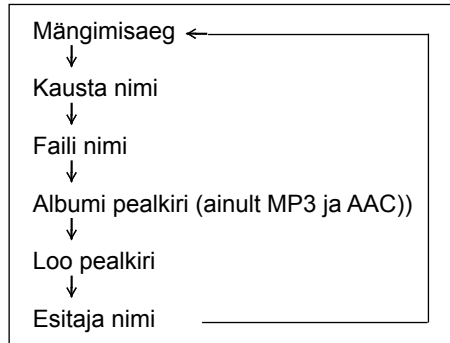 Mängimisaeg
Kausta nimi
Faili nimi
Albumi pealkiri (ainult MP3 ja AAC))
Loo pealkiri
Esitaja nimi